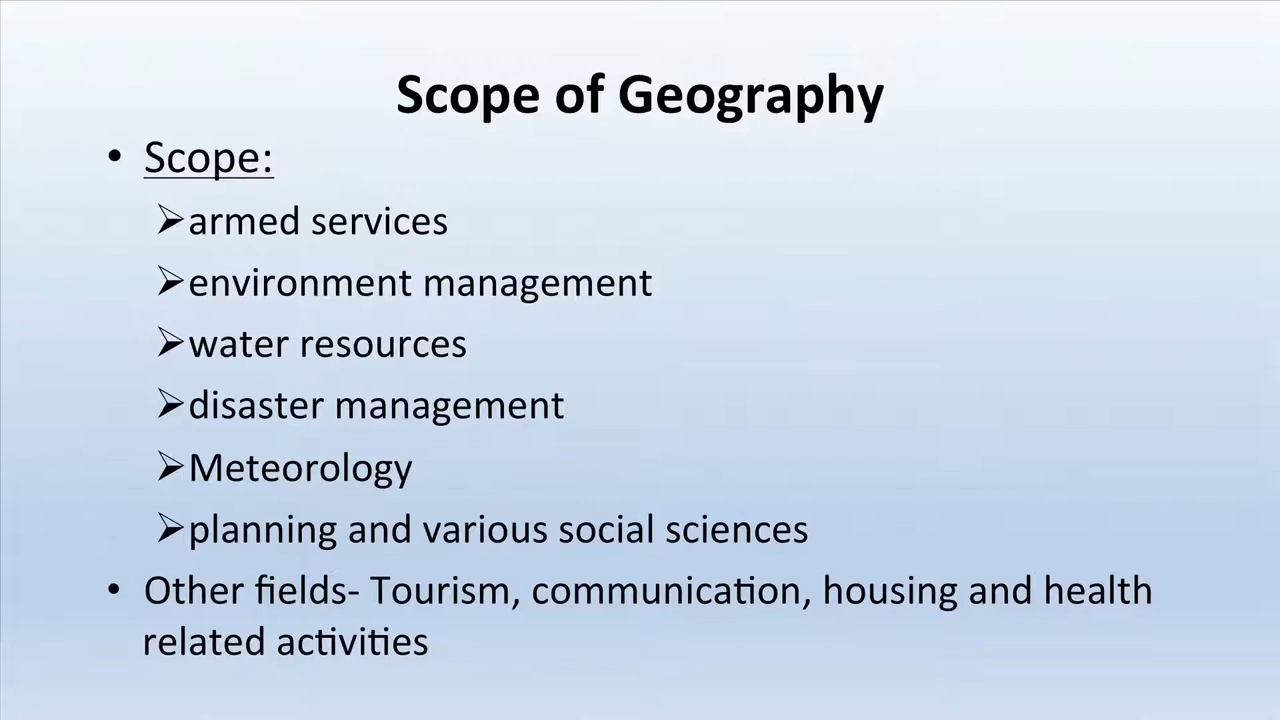 Scope of Geography
• Scope:
➢armed services
➢environment management
➢water resources
➢disaster management
➢Meteorology
➢planning and various social sciences
• Other fields- Tourism, communication, housing and health
related activities